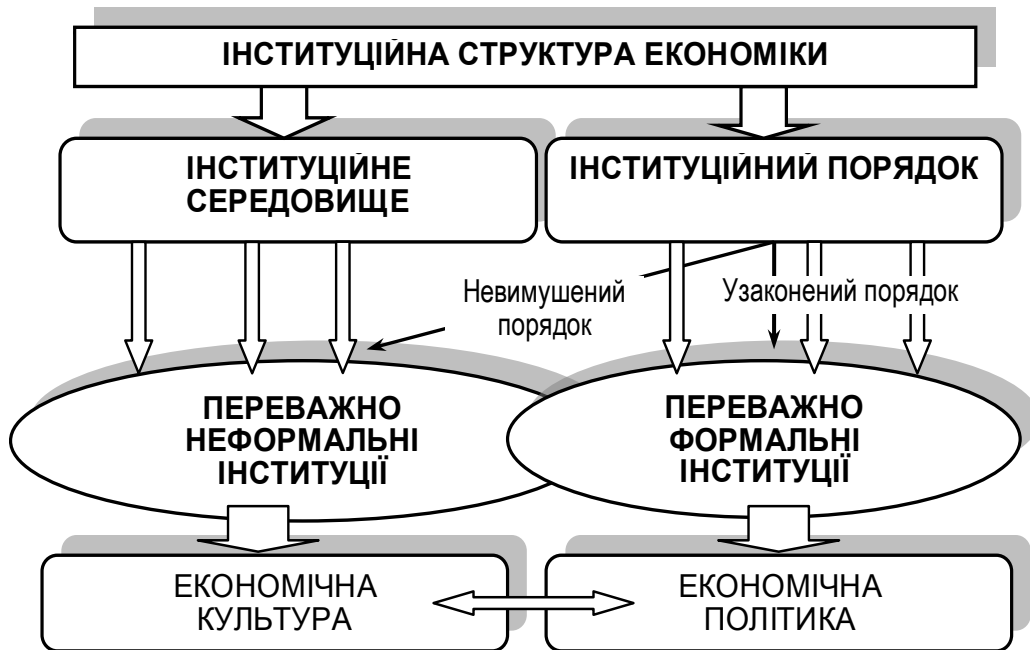 ІНСТИТУЦІЙНА СТРУКТУРА ЕКОНОМІКИ
ІНСТИТУЦІЙНЕ
СЕРЕДОВИЩЕ
ІНСТИТУЦІЙНИЙ ПОРЯДОК
Невимушений
порядок
Узаконений порядок
ПЕРЕВАЖНО
НЕФОРМАЛЬНІ
ІНСТИТУЦІЇ
ПЕРЕВАЖНО
ФОРМАЛЬНІ
ІНСТИТУЦІЇ
ЕКОНОМІЧНА
КУЛЬТУРА
ЕКОНОМІЧНА
ПОЛІТИКА